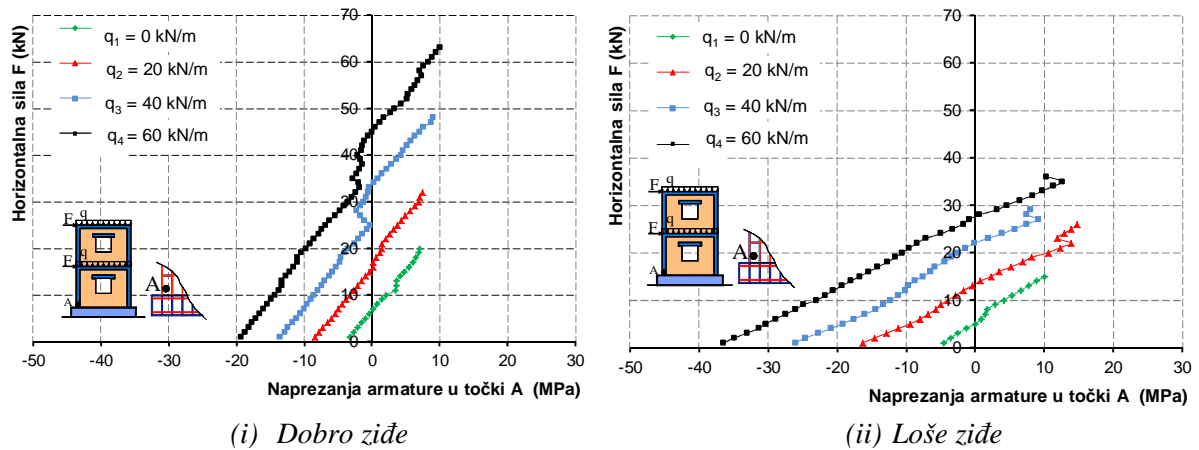 Horizontalna sila F (kN)
70
60
50
40
30
20
10
0
q1 = 0 kN/m
q2 = 20 kN/m
q3 = 40 kN/m
q4 = 60 kN/m
F q
F q
A
A
-50 -40 -30 -20 -10 0 10 20 30
Naprezanja armature u točki A (MPa)
(i) Dobro ziđe
Horizontalna sila F (kN)
70
60
50
40
30
20
10
0
q1 = 0 kN/m
q2 = 20 kN/m
q3 = 40 kN/m
q4 = 60 kN/m
F q
F q
A
A
-50 -40 -30 -20 -10 0 10 20 30
Naprezanja armature u točki A (MPa)
(ii) Loše ziđe